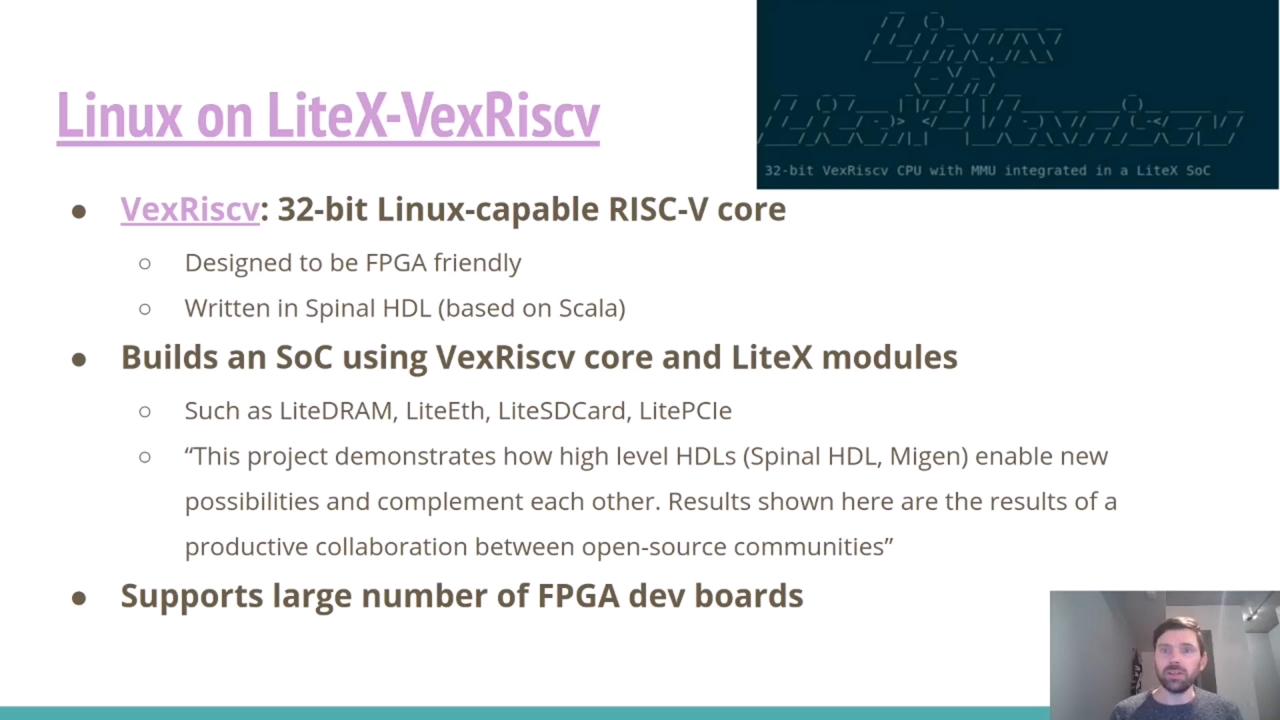 Linux on LiteX-VexRiscv
32-bit VexRiscv CPU with MMU integrated in a LiteX SoC
● VexRiscv: 32-bit Linux-capable RISC-V core
○ Designed to be FPGA friendly
○ Written in Spinal HDL (based on Scala)
● Builds an SoC using VexRiscv core and LiteX modules
○ Such as LiteDRAM, LiteEth, LiteSDCard, LitePCIe
○ “This project demonstrates how high level HDLs (Spinal HDL, Migen) enable new
possibilities and complement each other. Results shown here are the results of a
productive collaboration between open-source communities”
● Supports large number of FPGA dev boards